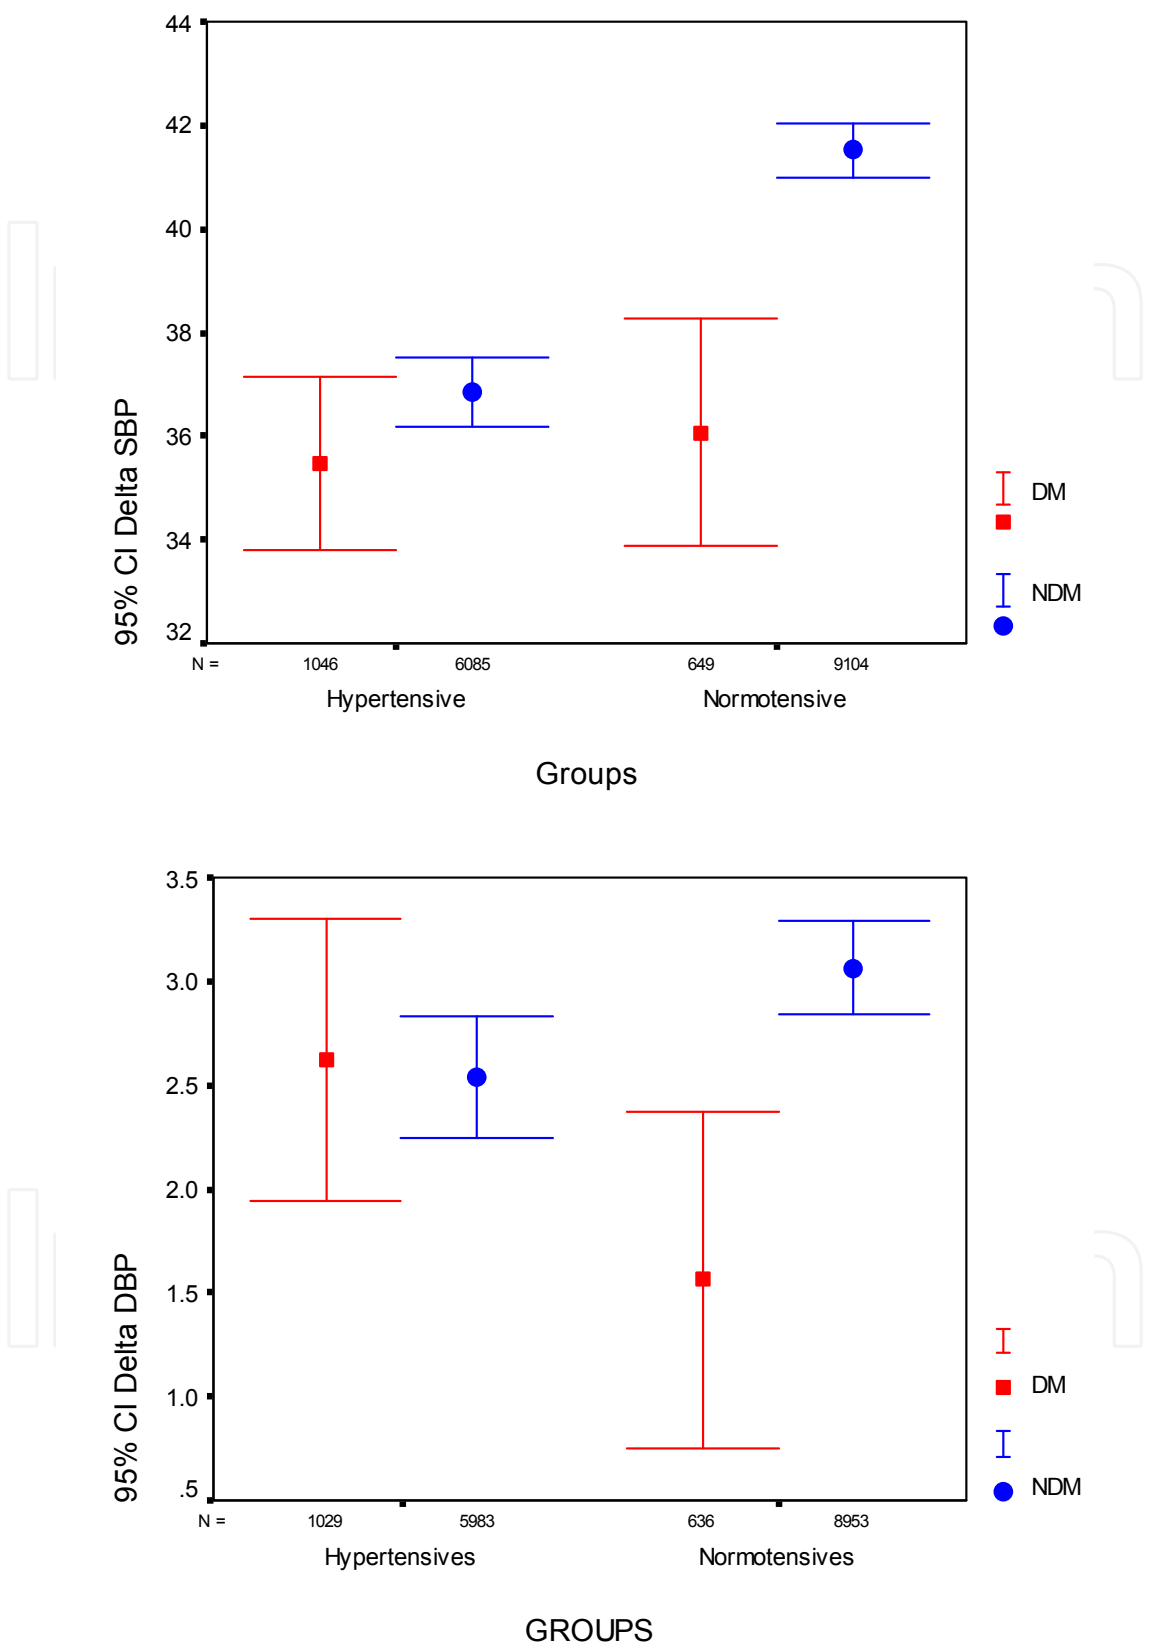 44
42
40
38
36
34
32
95% CI Delta SBP
N = 1046 6085 649 9104
Hypertensive Normotensive
Groups
DM
NDM
3.5
3.0
2.5
2.0
1.5
1.0
.5
95% CI Delta DBP
N = 1029 5983 636 8953
Hypertensives Normotensives
GROUPS
DM
NDM